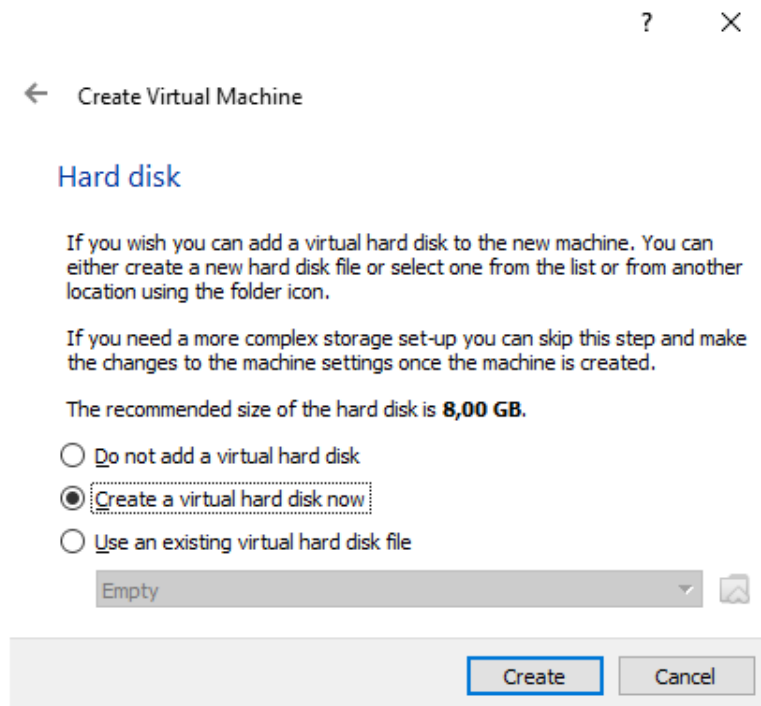 ?
Create Virtual Machine
Hard disk
If you wish you can add a virtual hard disk to the new machine. You can
either create a new hard disk file or select one from the list or from another
location using the folder icon.
If you need a more complex storage set-up you can skip this step and make
the changes to the machine settings once the machine is created.
The recommended size of the hard disk is 8,00 GB.
Do not add a virtual hard disk
Create a virtual hard disk now
Use an existing virtual hard disk file
Empty
Create Cancel